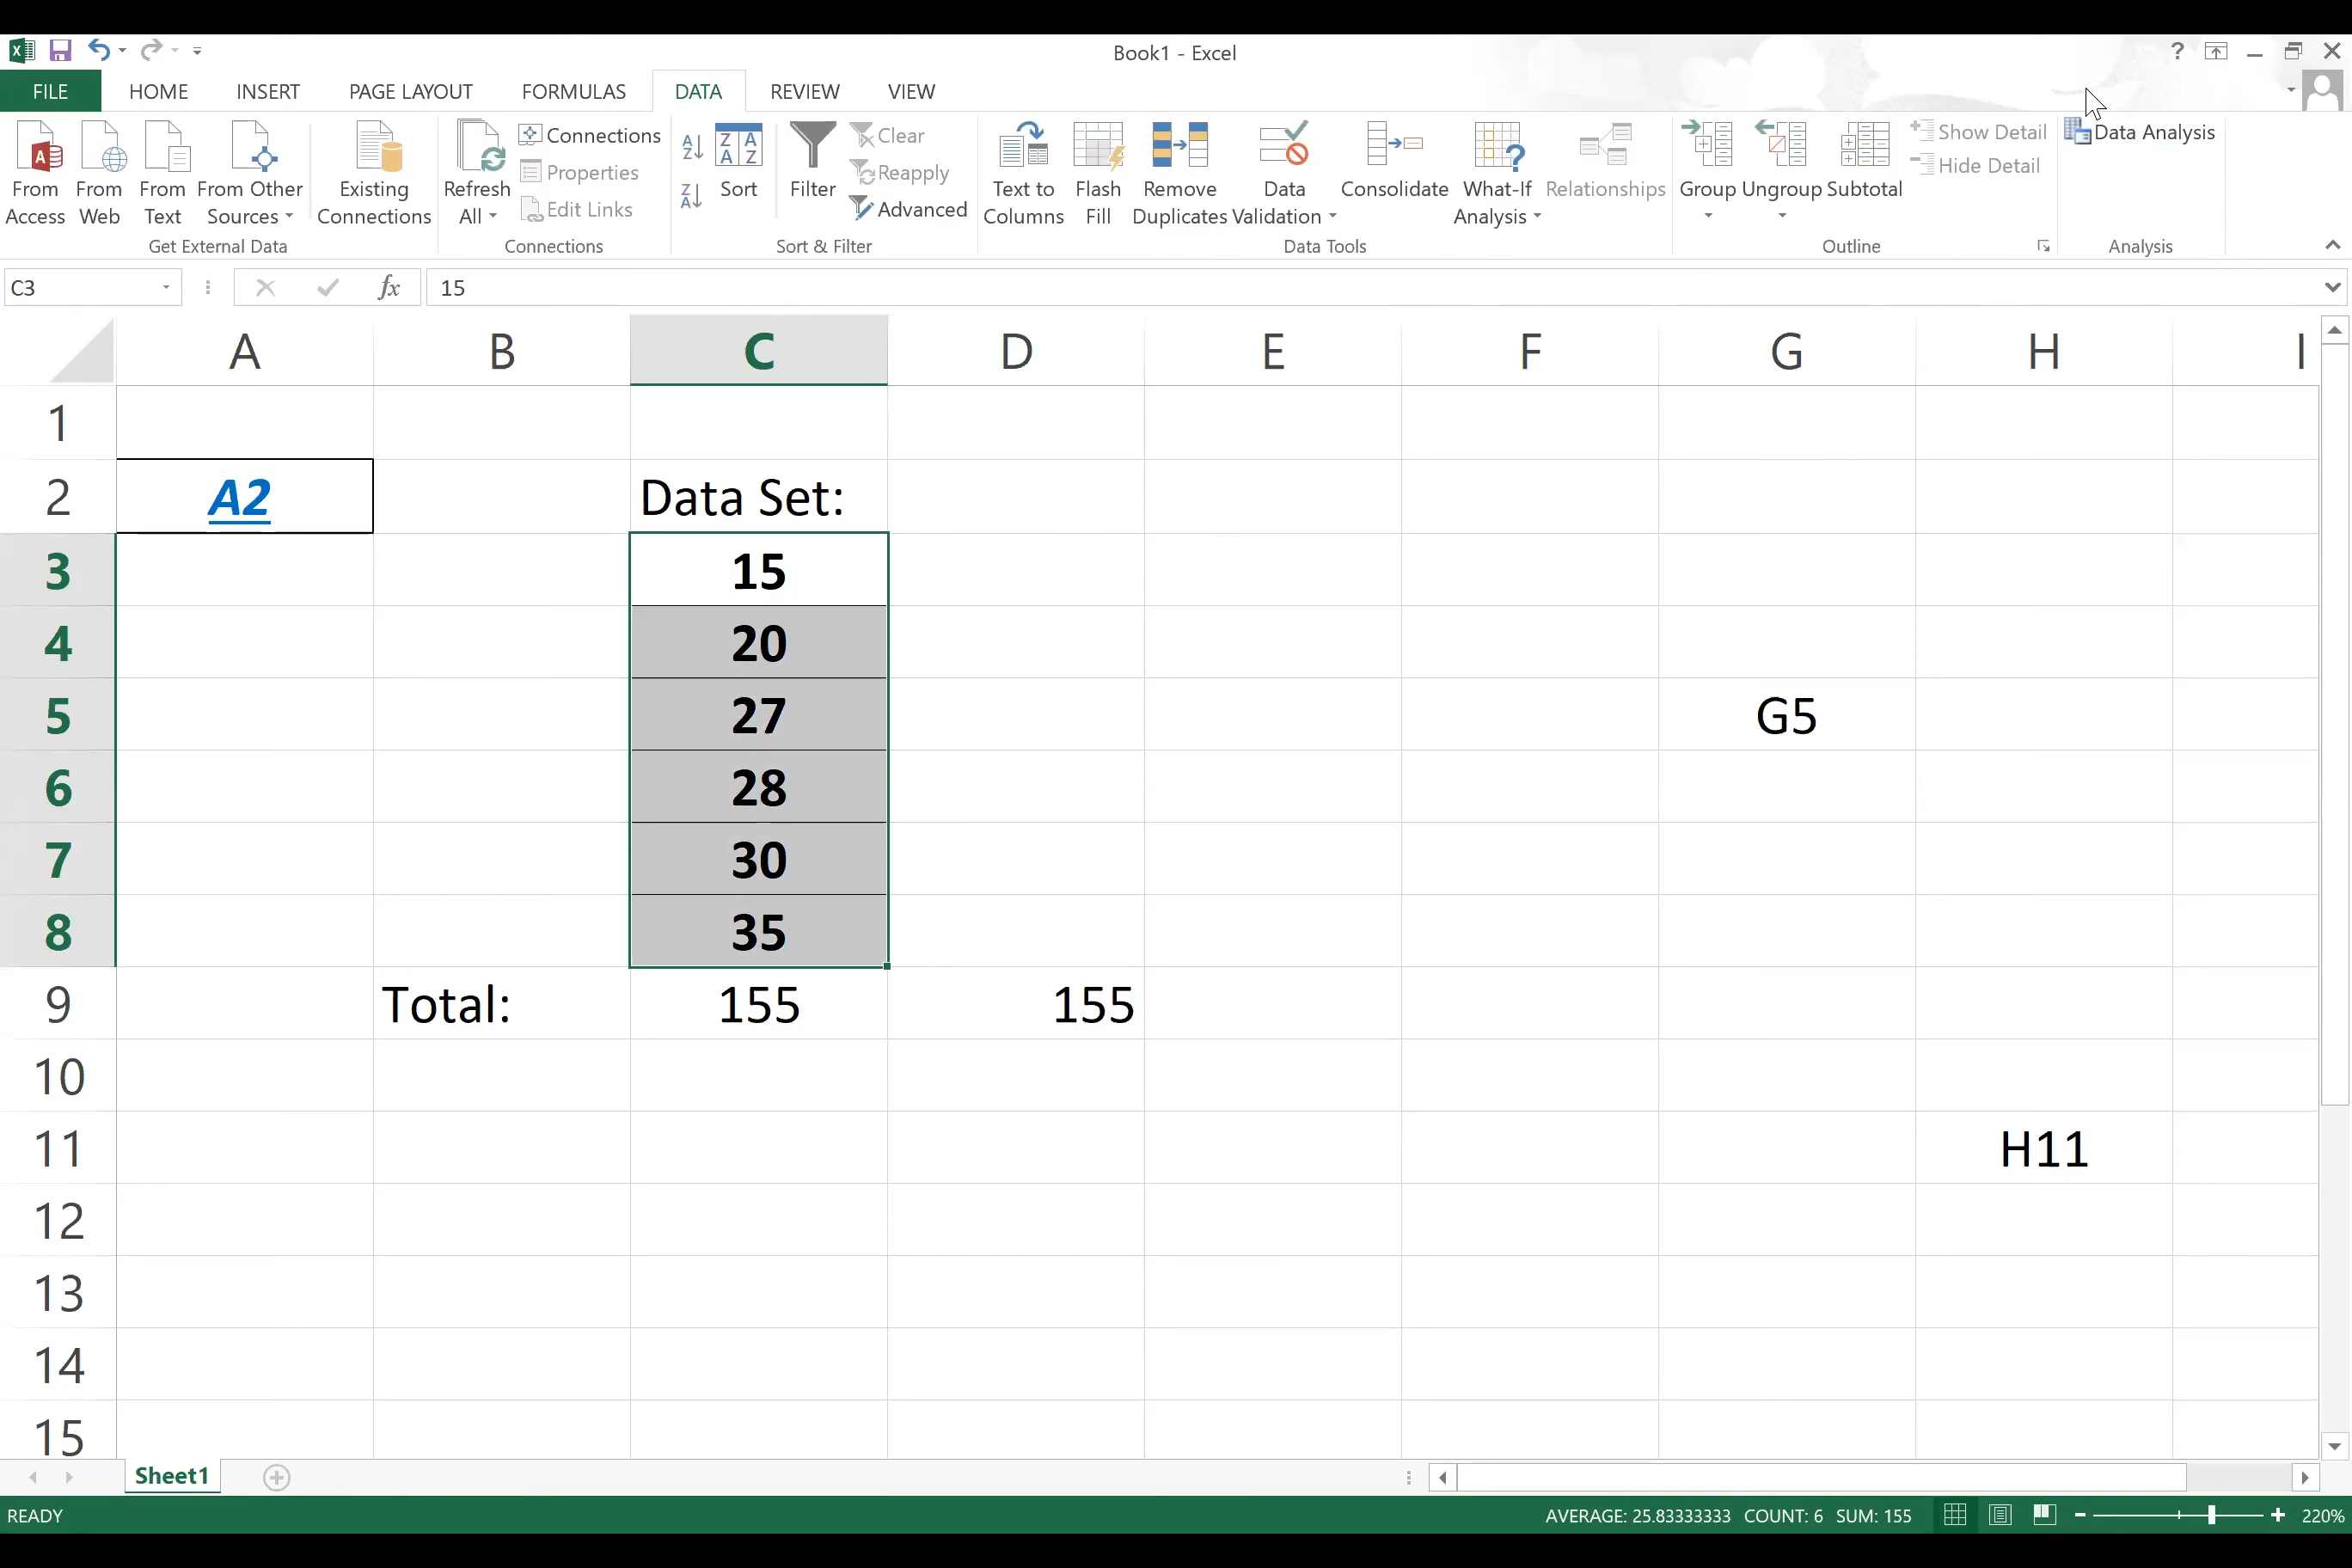 Book1 - Excel
FILE HOME INSERT PAGE LAYOUT FORMULAS DATA REVIEW VIEW
From Access
From Web
From Text
From Other Sources
Get External Data
Existing Connections
Refresh All
Connections
Properties
Edit Links
Connections
Sort
Filter
Clear
Reapply
Advanced
Sort & Filter
Text to Columns
Flash Fill
Remove Duplicates
Data Validation
Consolidate
What-If Analysis
Relationships
Data Tools
Group
Ungroup
Subtotal
Show Detail
Hide Detail
Outline
Data Analysis
Analysis
C3 fx 15
A B C D E F G H I
1
2 A2 Data Set:
3 15
4 20
5 27 G5
6 28
7 30
8 35
9 Total: 155 155
10
11 H11
12
13
14
15
Sheet1
READY AVERAGE: 25.83333333 COUNT: 6 SUM: 155 220%